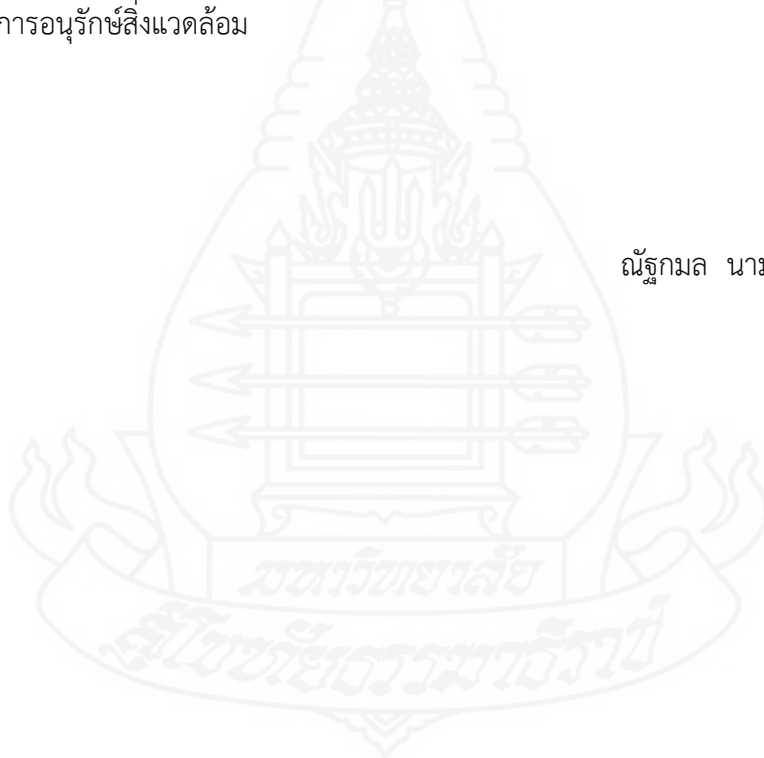 การอนุรักษ์สิ่งแวดล้อม
ณัฐกมล นาม
มหาวิทยาลัย
สุโขทัยธรรมาธิราช